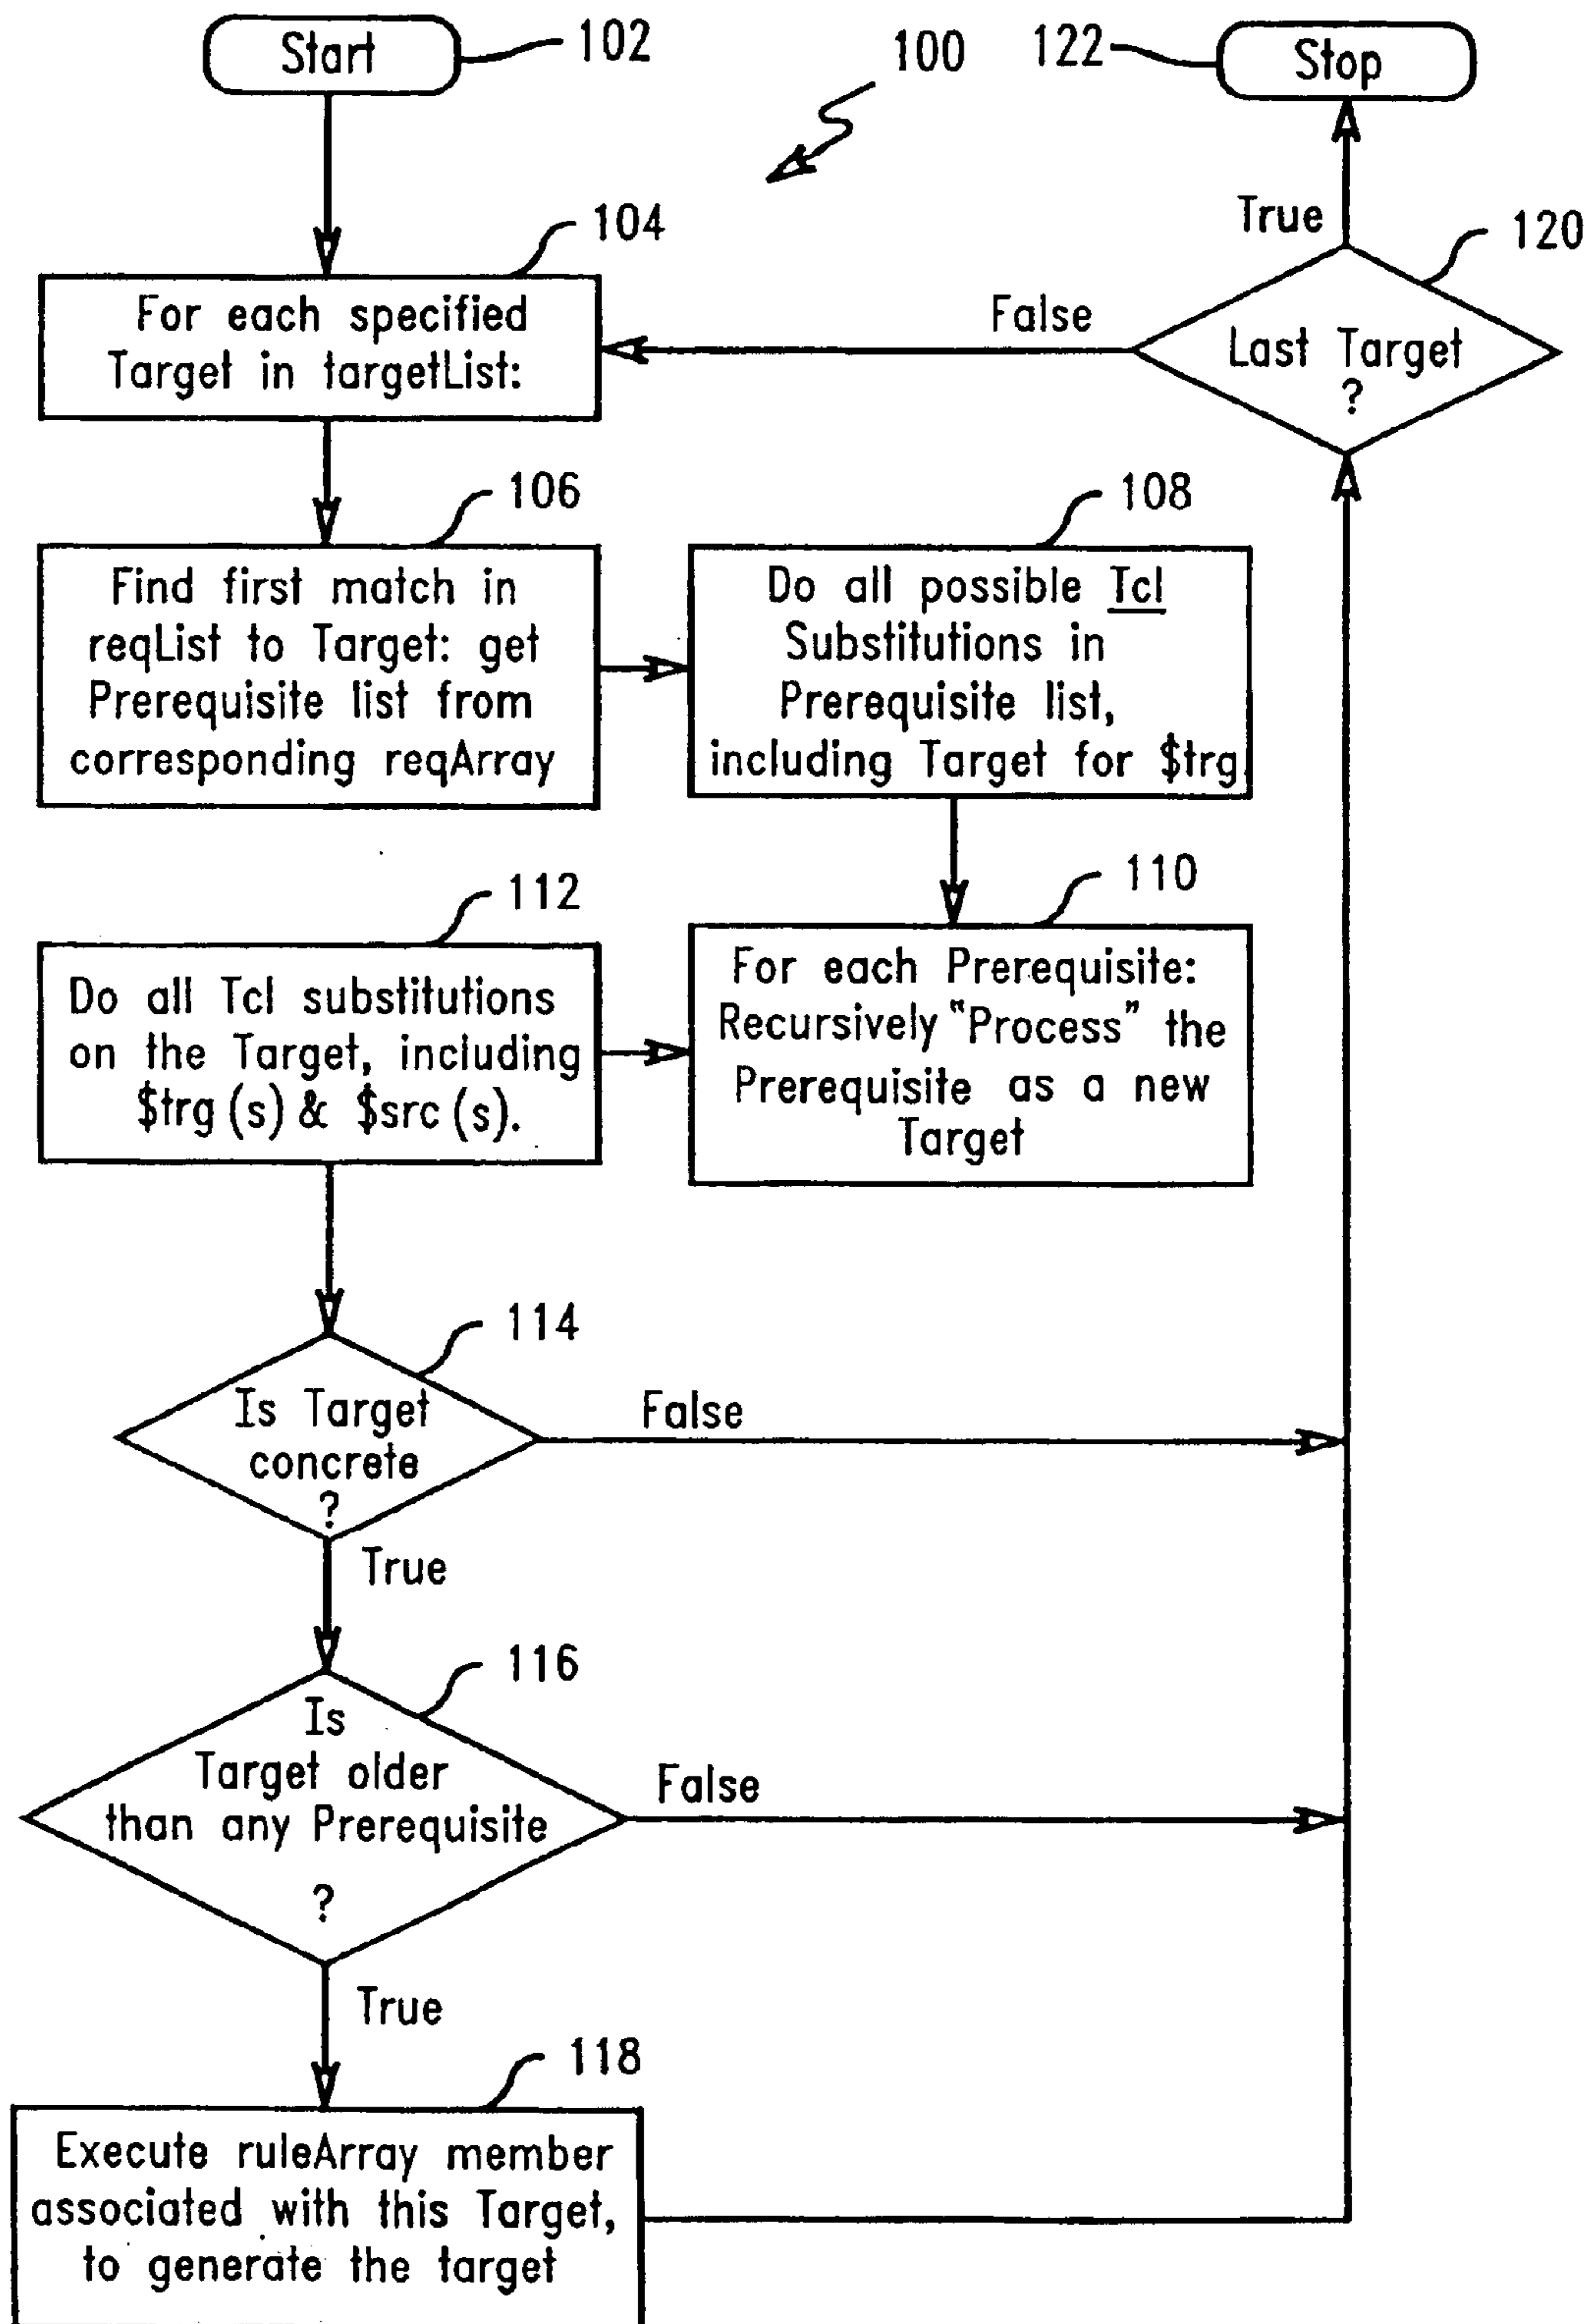 Start
102
100
122
Stop
True
120
104
For each specified
Target in targetList:
False
Last Target
?
106
Find first match in
reqList to Target: get
Prerequisite list from
corresponding reqArray
108
Do all possible Tcl
Substitutions in
Prerequisite list,
including Target for $trg
110
For each Prerequisite:
Recursively "Process" the
Prerequisite as a new
Target
112
Do all Tcl substitutions
on the Target, including
$trg (s) & $src (s).
114
Is Target
concrete
?
False
True
116
Is
Target older
than any Prerequisite
?
False
True
118
Execute ruleArray member
associated with this Target,
to generate the target